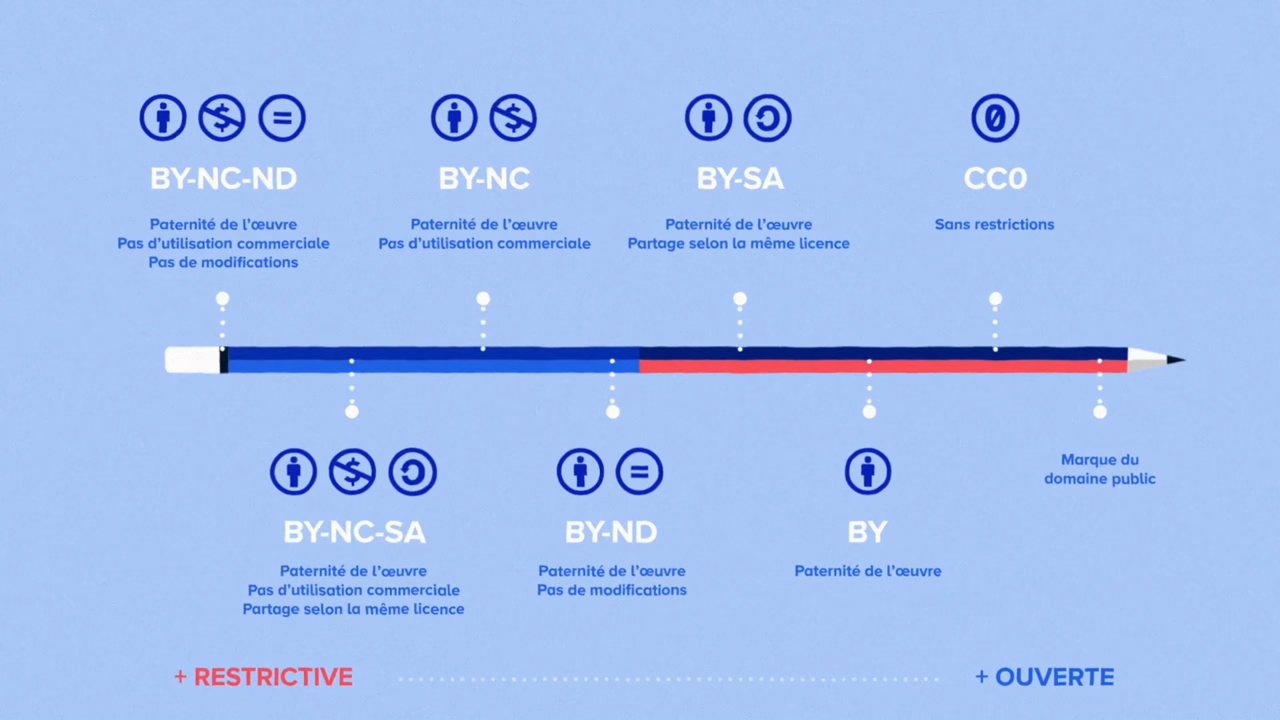 BY-NC-ND
Paternité de l'œuvre
Pas d'utilisation commerciale
Pas de modifications
BY-NC
Paternité de l'œuvre
Pas d'utilisation commerciale
BY-SA
Paternité de l'œuvre
Partage selon la même licence
CC0
Sans restrictions
BY-NC-SA
Paternité de l'œuvre
Pas d'utilisation commerciale
Partage selon la même licence
BY-ND
Paternité de l'œuvre
Pas de modifications
BY
Paternité de l'œuvre
Marque du
domaine public
+ RESTRICTIVE
+ OUVERTE